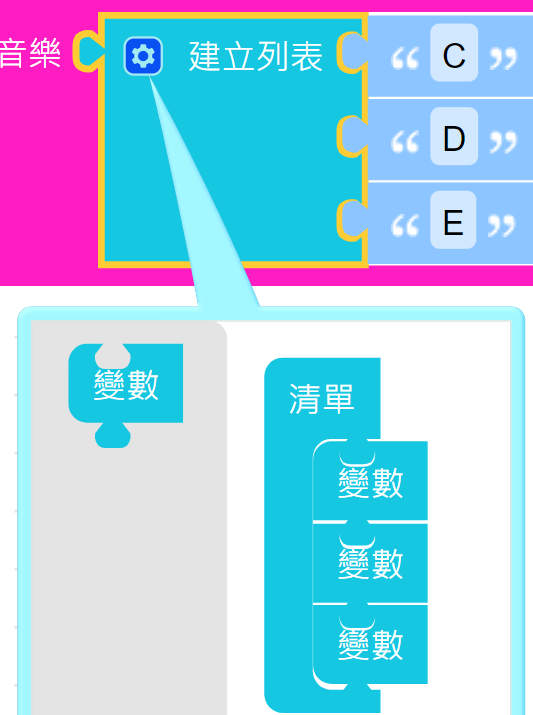 音樂 建立列表 “ C ”
“ D ”
“ E ”
變數
清單
變數
變數
變數